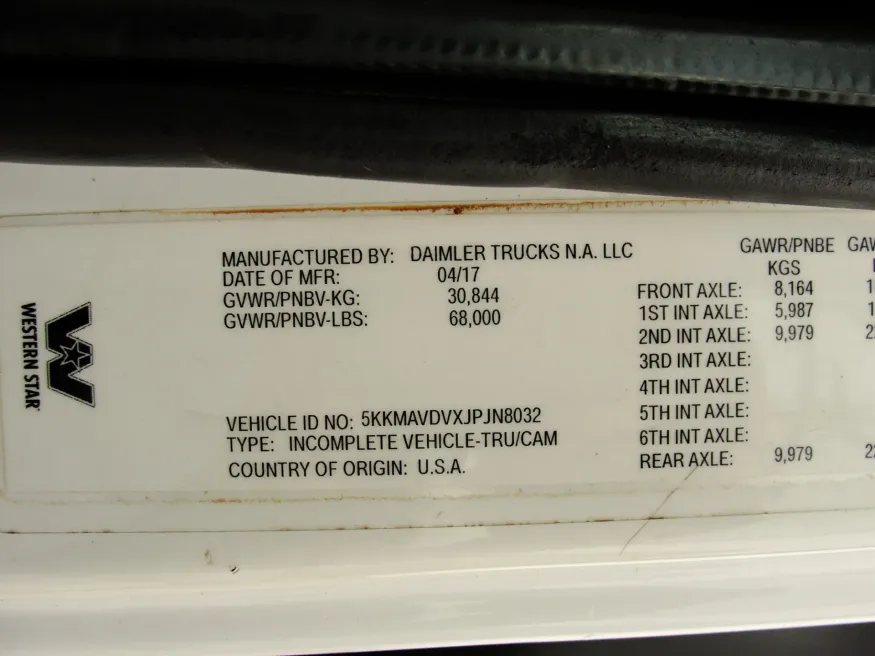 WESTERN STAR
MANUFACTURED BY: DAIMLER TRUCKS N.A. LLC
DATE OF MFR: 04/17
GVWR/PNBV-KG: 30,844
GVWR/PNBV-LBS: 68,000
VEHICLE ID NO: 5KKMAVDVXJPJN8032
TYPE: INCOMPLETE VEHICLE-TRU/CAM
COUNTRY OF ORIGIN: U.S.A.
GAWR/PNBE
KGS
FRONT AXLE: 8,164
1ST INT AXLE: 5,987
2ND INT AXLE: 9,979
3RD INT AXLE:
4TH INT AXLE:
5TH INT AXLE:
6TH INT AXLE:
REAR AXLE: 9,979